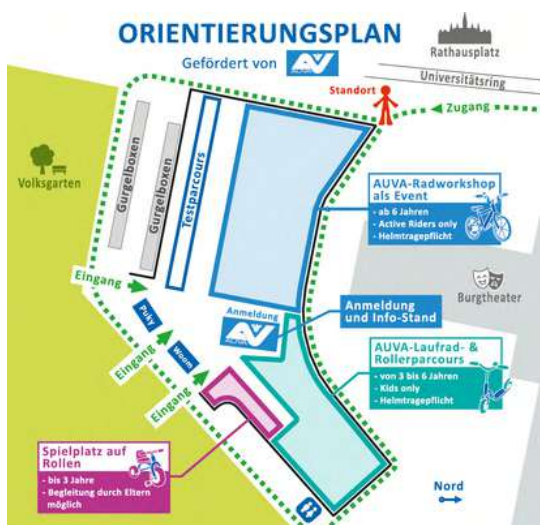 ORIENTIERUNGSPLAN
Gefördert von
AUVA
Rathausplatz
Universitätsring
Standort
Zugang
Volksgarten
Gurgelboxen
Gurgelboxen
Testparcours
AUVA-Radworkshop
als Event
- ab 6 Jahren
- Active Riders only
- Helmtragepflicht
Burgtheater
Eingang
Puky
Anmeldung
AUVA
Anmeldung
und Info-Stand
Eingang
Woom
Eingang
AUVA-Laufrad- &
Rollerparcours
- von 3 bis 6 Jahren
- Kids only
- Helmtragepflicht
Spielplatz auf
Rollen
- bis 3 Jahre
- Begleitung durch Eltern
möglich
Nord